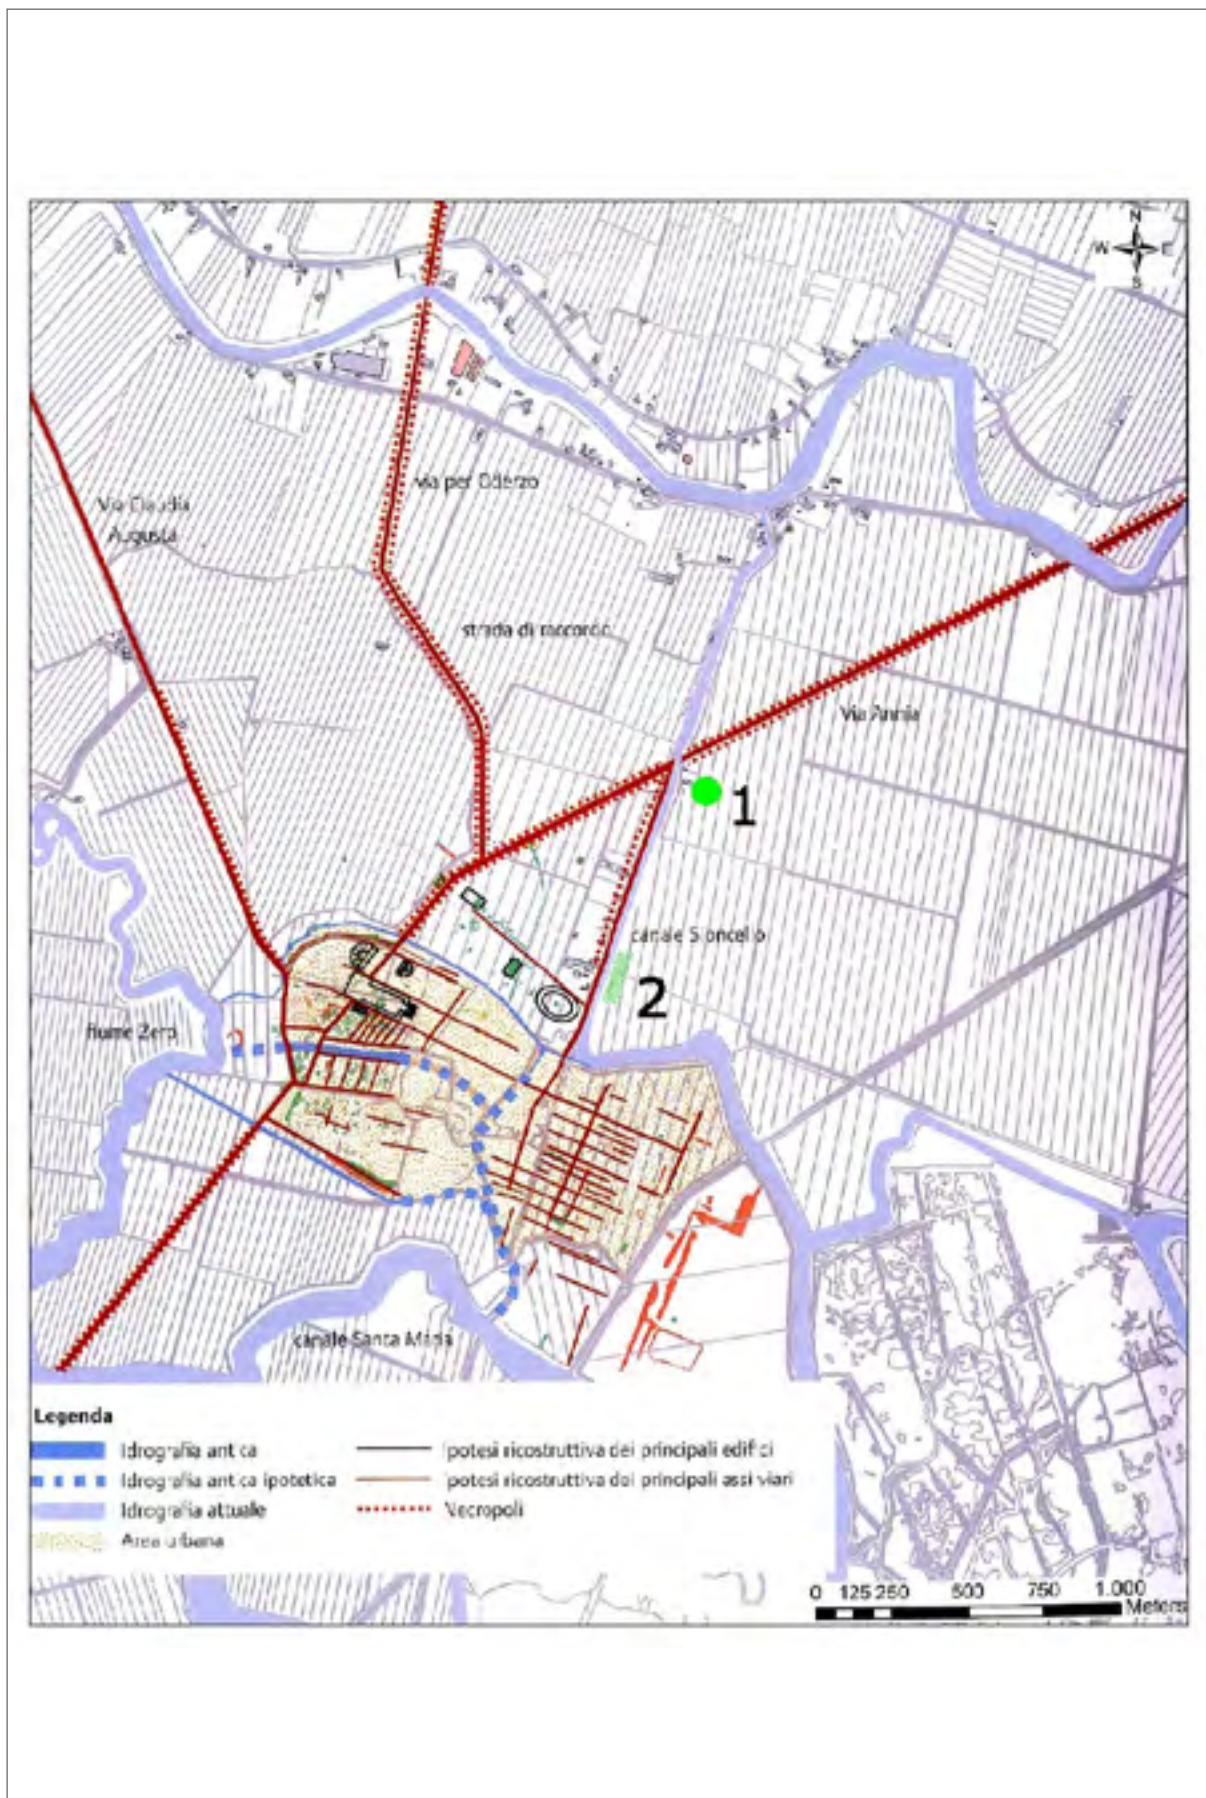 N
W E
S
via per Oderzo
Via Claudia
Augusta
strada di raccordo
Via Annia
1
canale Sioncello
2
fiume Zero
canale Santa Maria
Legenda
Idrografia antica
Idrografia antica ipotetica
Idrografia attuale
Area urbana
Ipotesi ricostruttiva dei principali edifici
Ipotesi ricostruttiva dei principali assi viari
Necropoli
0 125 250 500 750 1.000
Meters